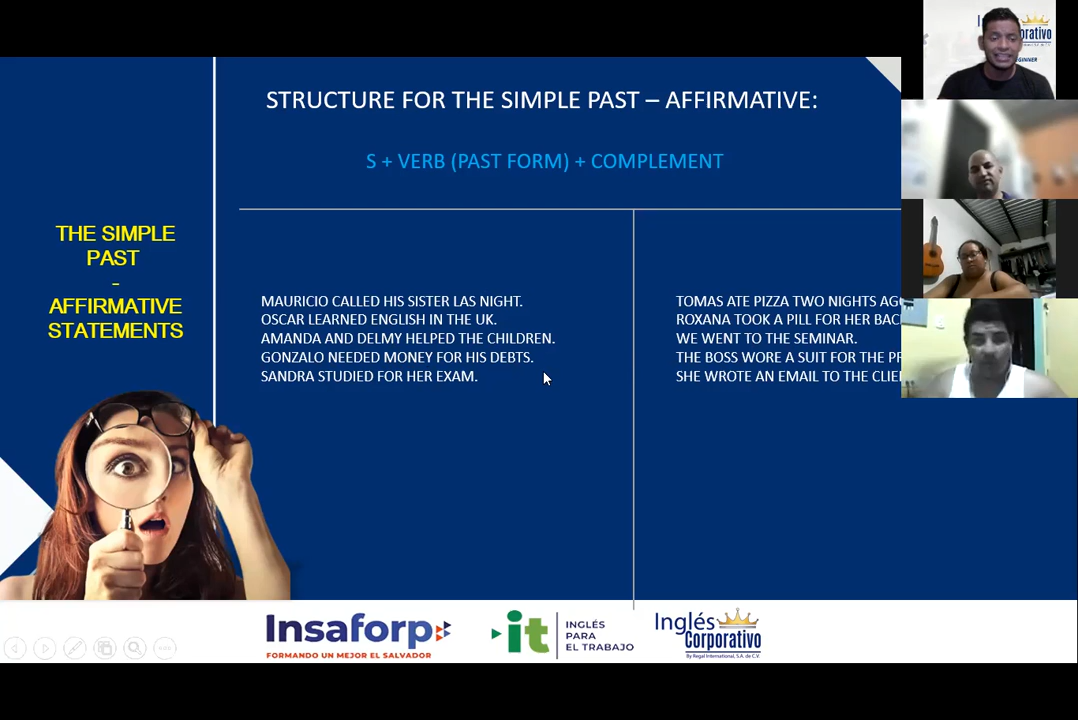 STRUCTURE FOR THE SIMPLE PAST – AFFIRMATIVE:
S + VERB (PAST FORM) + COMPLEMENT
THE SIMPLE
PAST
-
AFFIRMATIVE
STATEMENTS
MAURICIO CALLED HIS SISTER LAS NIGHT.
OSCAR LEARNED ENGLISH IN THE UK.
AMANDA AND DELMY HELPED THE CHILDREN.
GONZALO NEEDED MONEY FOR HIS DEBTS.
SANDRA STUDIED FOR HER EXAM.
TOMAS ATE PIZZA TWO NIGHTS
ROXANA TOOK A PILL FOR HER
WE WENT TO THE SEMINAR.
THE BOSS WORE A SUIT FOR THE
SHE WROTE AN EMAIL TO THE
Insaforp
FORMANDO UN MEJOR EL SALVADOR
it
INGLÉS
PARA
EL TRABAJO
Inglés
Corporativo
By Regal International, S.A. de C.V.